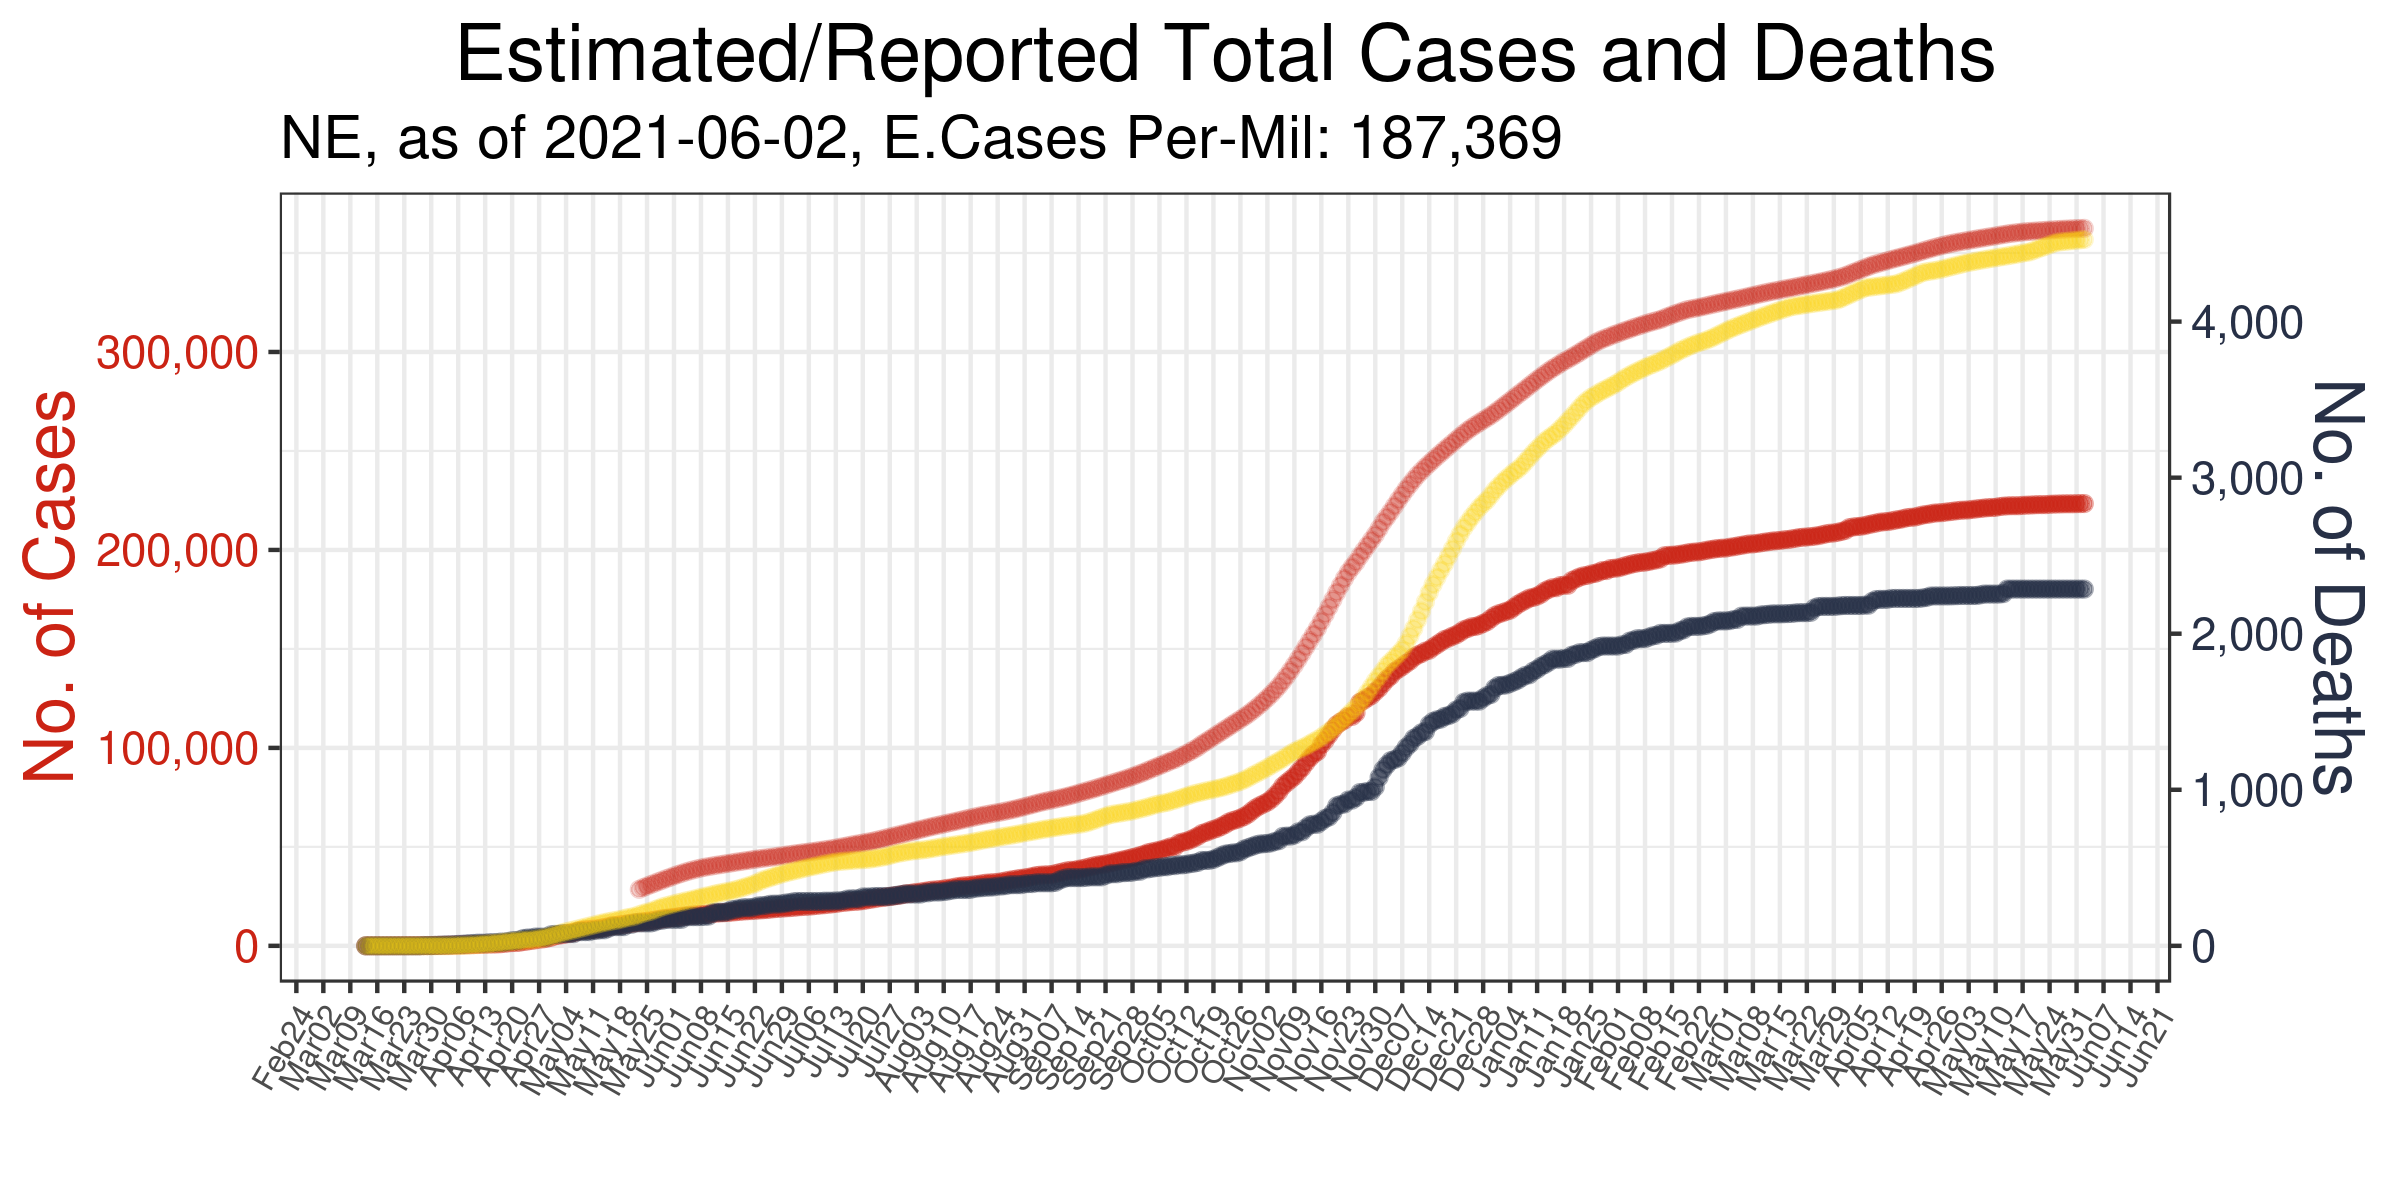 Estimated/Reported Total Cases and Deaths
NE, as of 2021-06-02, E.Cases Per-Mil: 187,369
No. of Cases
300,000
200,000
100,000
0
4,000
3,000
2,000
1,000
0
No. of Deaths
Feb24
Mar02
Mar09
Mar16
Mar23
Mar30
Apr06
Apr13
Apr20
Apr27
May04
May11
May18
May25
Jun01
Jun08
Jun15
Jun22
Jun29
Jul06
Jul13
Jul20
Jul27
Aug03
Aug10
Aug17
Aug24
Aug31
Sep07
Sep14
Sep21
Sep28
Oct05
Oct12
Oct19
Oct26
Nov02
Nov09
Nov16
Nov23
Nov30
Dec07
Dec14
Dec21
Dec28
Jan04
Jan11
Jan18
Jan25
Feb01
Feb08
Feb15
Feb22
Mar01
Mar08
Mar15
Mar22
Mar29
Apr05
Apr12
Apr19
Apr26
May03
May10
May17
May24
May31
Jun07
Jun14
Jun21